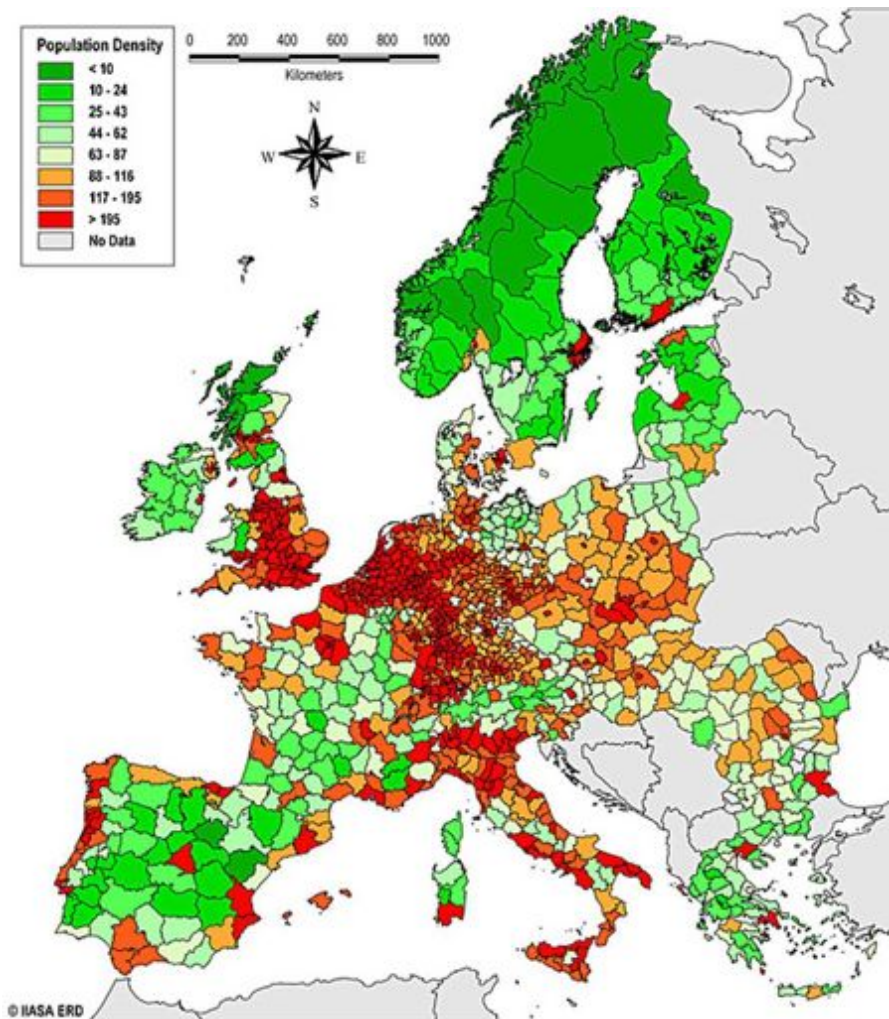 Population Density
< 10
10 - 24
25 - 43
44 - 62
63 - 87
88 - 116
117 - 195
> 195
No Data
0 200 400 600 800 1000
Kilometers
N
W E
S
© IIASA ERD